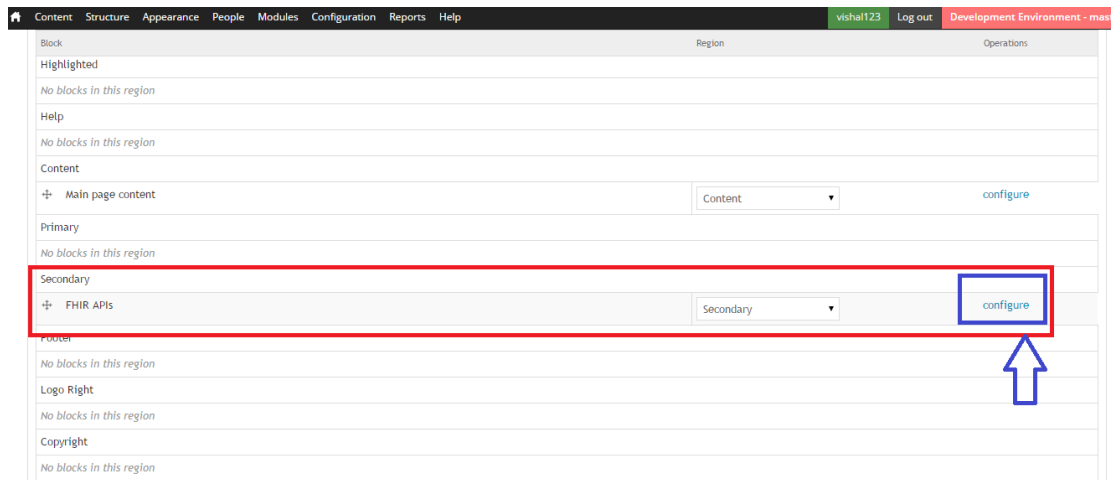 Content Structure Appearance People Modules Configuration Reports Help vishal123 Log out Development Environment - mast
Block Region Operations
Highlighted
No blocks in this region
Help
No blocks in this region
Content
Main page content Content configure
Primary
No blocks in this region
Secondary
FHIR APIs Secondary configure
Footer
No blocks in this region
Logo Right
No blocks in this region
Copyright
No blocks in this region